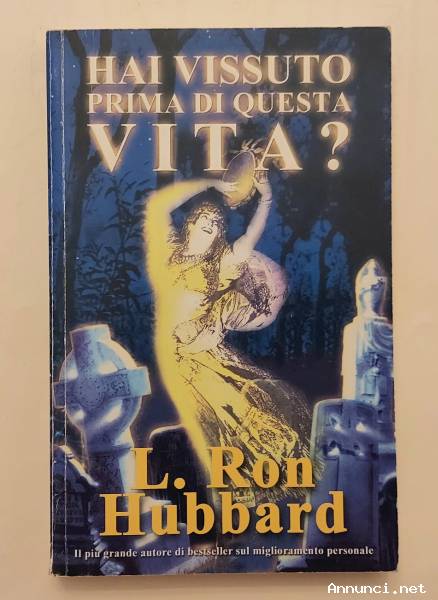 HAI VISSUTO
PRIMA DI QUESTA
VITA?
L. Ron
Hubbard
Il più grande autore di bestseller sul miglioramento personale
Annunci.net